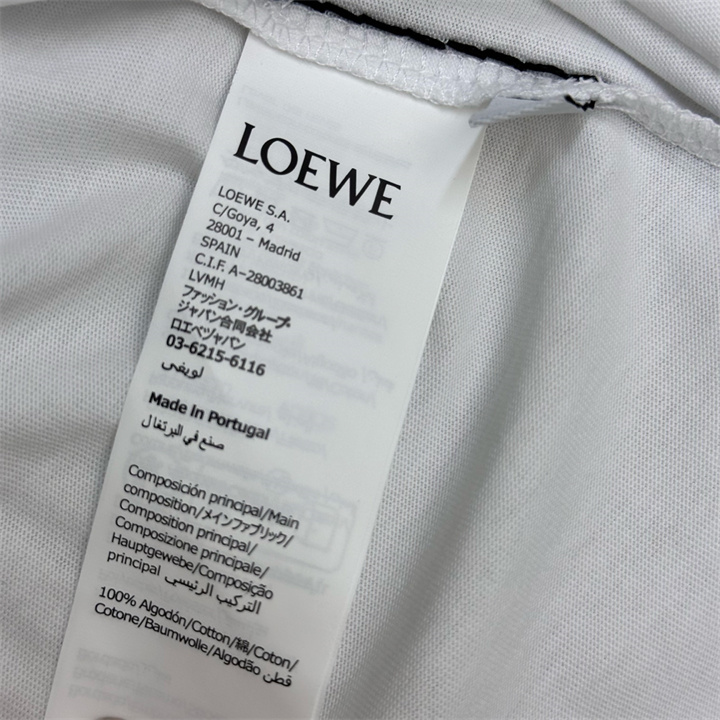 LOEWE
LOEWE S.A.
C/Goya, 4
28001 – Madrid
SPAIN
C.I.F. A-28003861
LVMH
ファッション・グループ・
ジャパン合同会社
ロエベジャパン
03-6215-6116
لويفي
Made in Portugal
صنع في البرتغال
Composición principal/Main
composition/メインファブリック/
Composition principal/
Composizione principale/
Hauptgewebe/Composição
principal التركيب الرئيسى
100% Algodón/Cotton/綿/Coton/
Cotone/Baumwolle/Algodão قطن